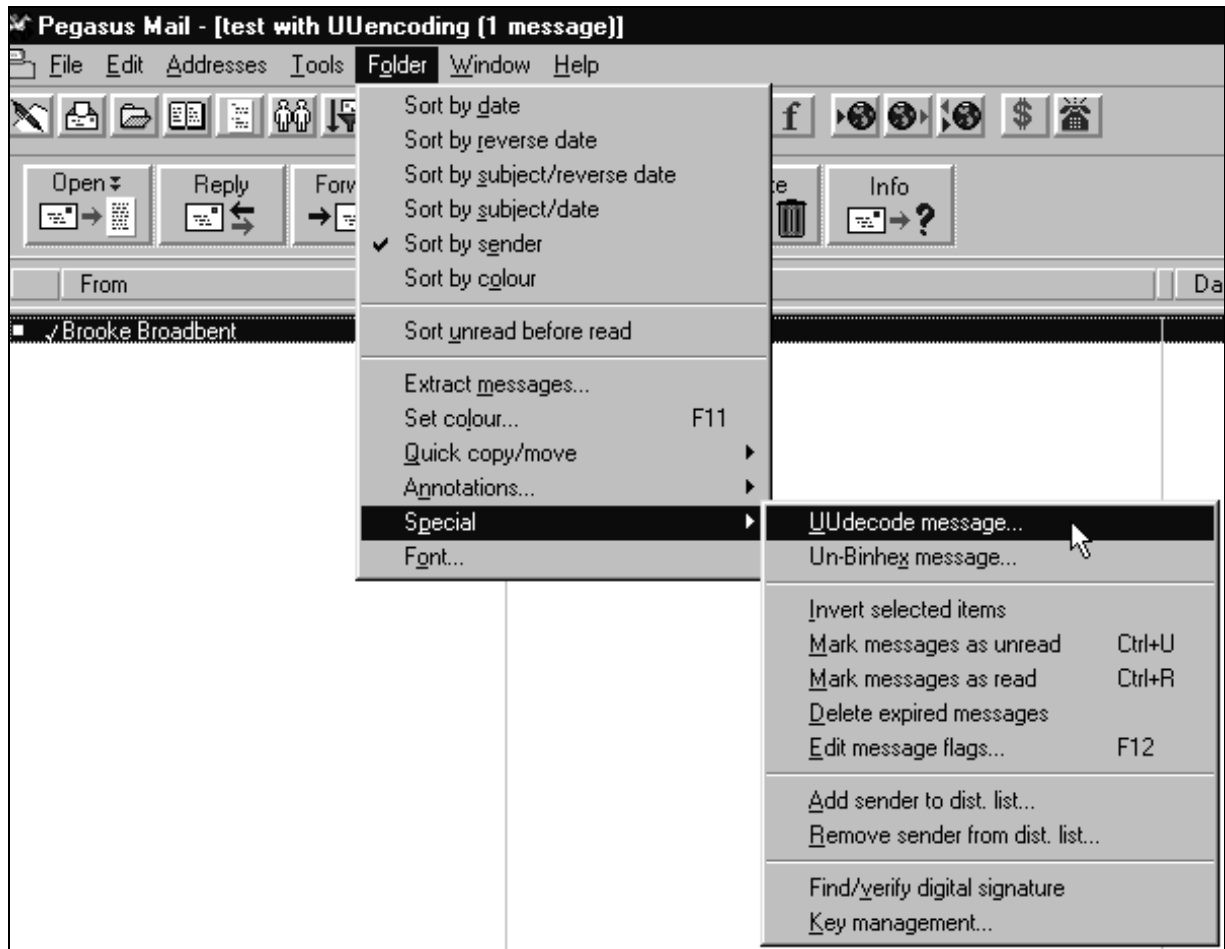 Pegasus Mail - [test with UUencoding (1 message)]
File Edit Addresses Tools Folder Window Help
f $
Open Reply Forw Info
From Da
Brooke Broadbent
Sort by date
Sort by reverse date
Sort by subject/reverse date
Sort by subject/date
Sort by sender
Sort by colour
Sort unread before read
Extract messages...
Set colour... F11
Quick copy/move
Annotations...
Special
Font...
UUdecode message...
Un-Binhex message...
Invert selected items
Mark messages as unread Ctrl+U
Mark messages as read Ctrl+R
Delete expired messages
Edit message flags... F12
Add sender to dist. list...
Remove sender from dist. list...
Find/verify digital signature
Key management...